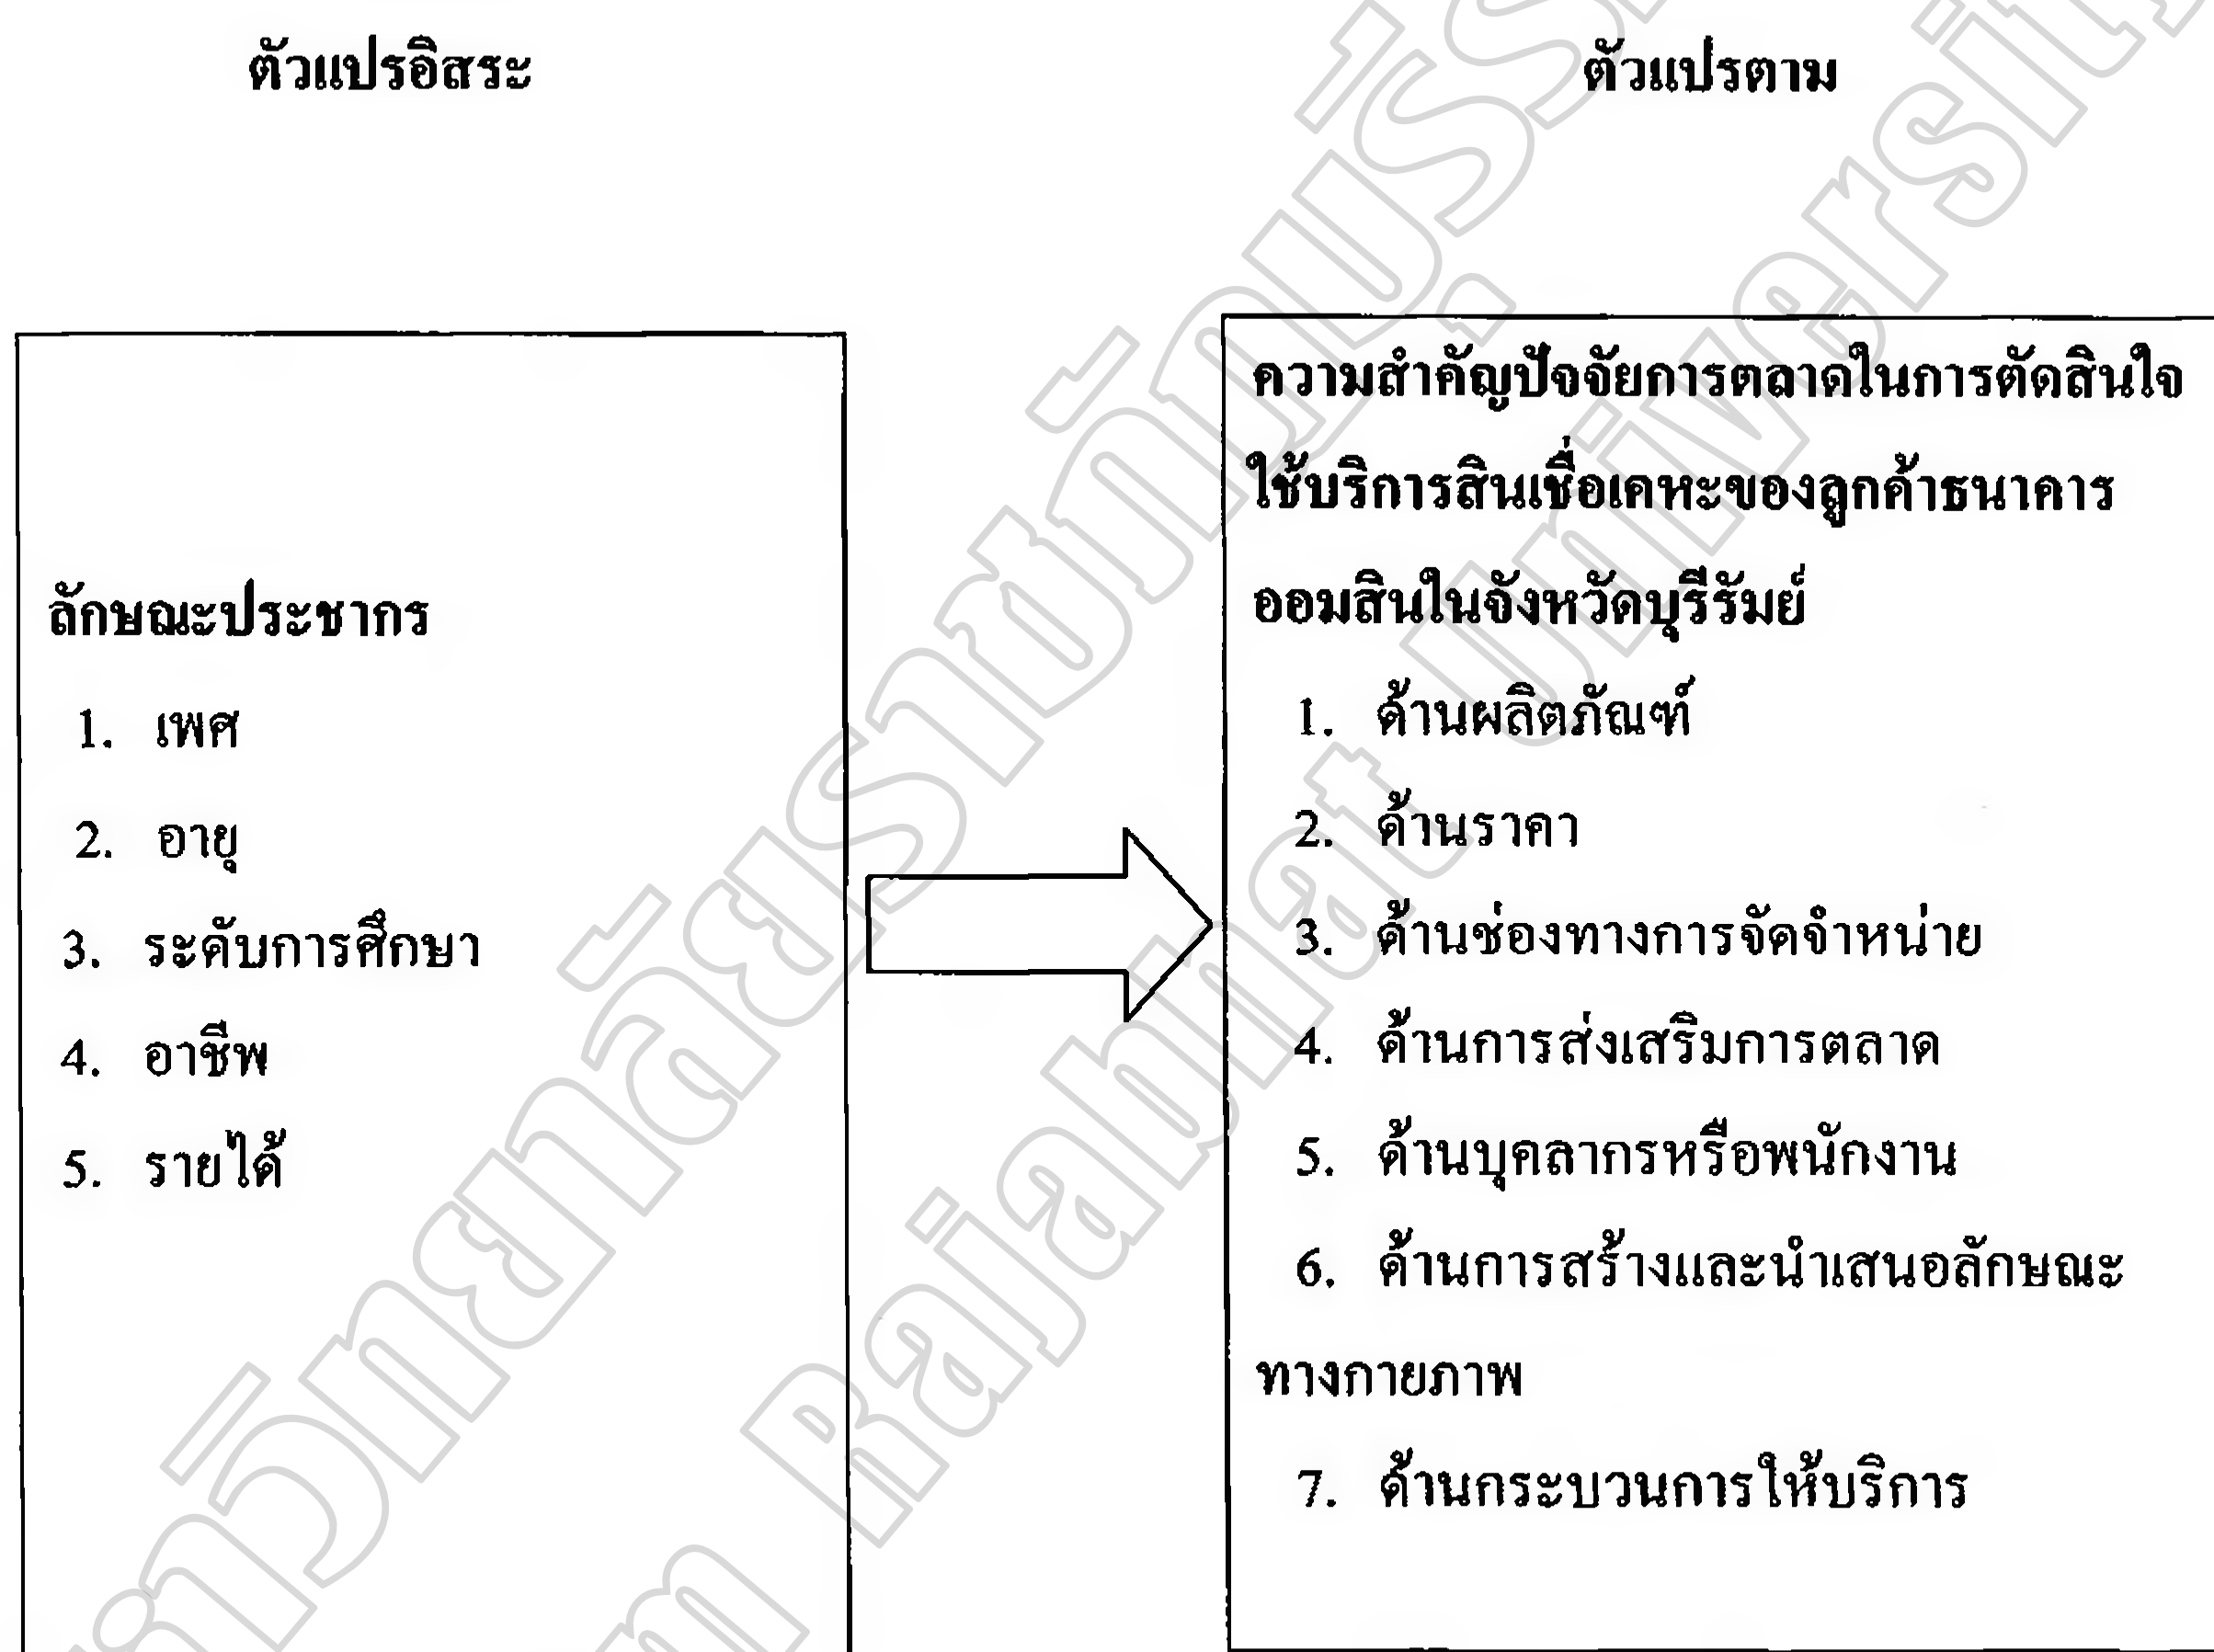 ตัวแปรอิสระ
ตัวแปรตาม
ลักษณะประชากร
1. เพศ
2. อายุ
3. ระดับการศึกษา
4. อาชีพ
5. รายได้
ความสำคัญปัจจัยการตลาดในการตัดสินใจ
ใช้บริการสินเชื่อเคหะของลูกค้าธนาคาร
ออมสินในจังหวัดบุรีรัมย์
1. ด้านผลิตภัณฑ์
2. ด้านราคา
3. ด้านช่องทางการจัดจำหน่าย
4. ด้านการส่งเสริมการตลาด
5. ด้านบุคลากรหรือพนักงาน
6. ด้านการสร้างและนำเสนอลักษณะ
ทางกายภาพ
7. ด้านกระบวนการให้บริการ
Rajabhat University